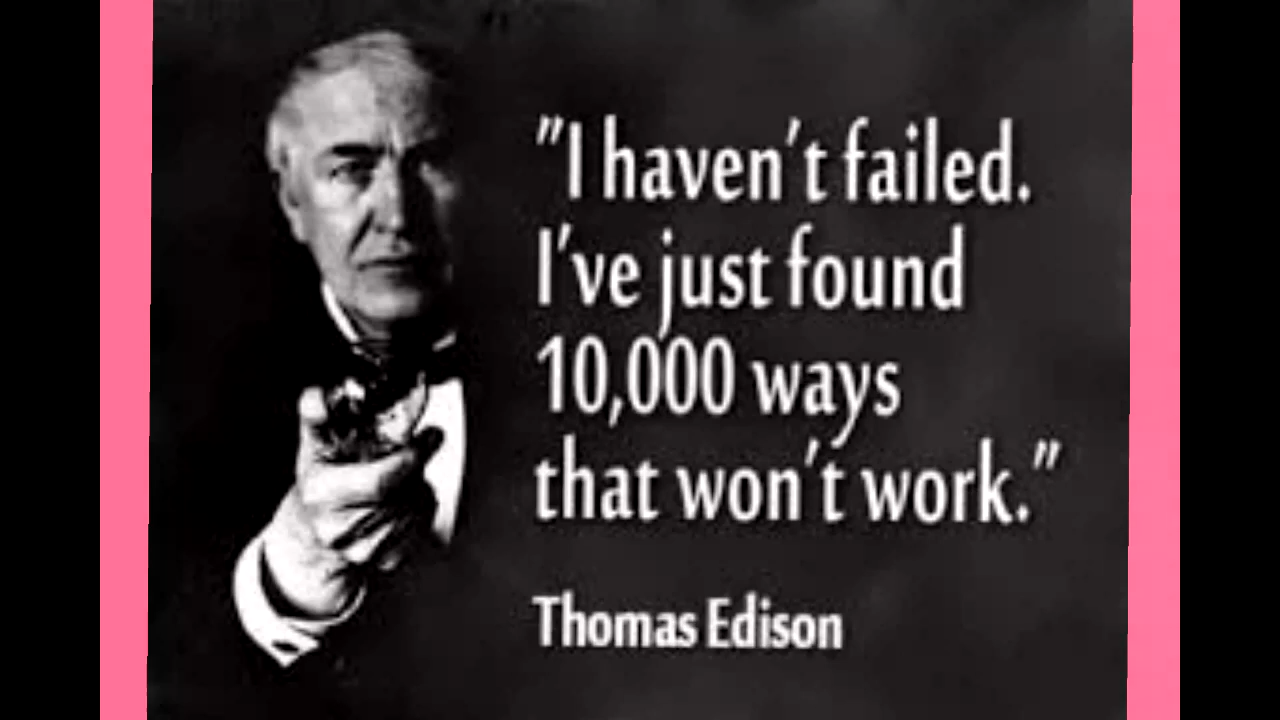 "I haven't failed.
I've just found
10,000 ways
that won't work."
Thomas Edison